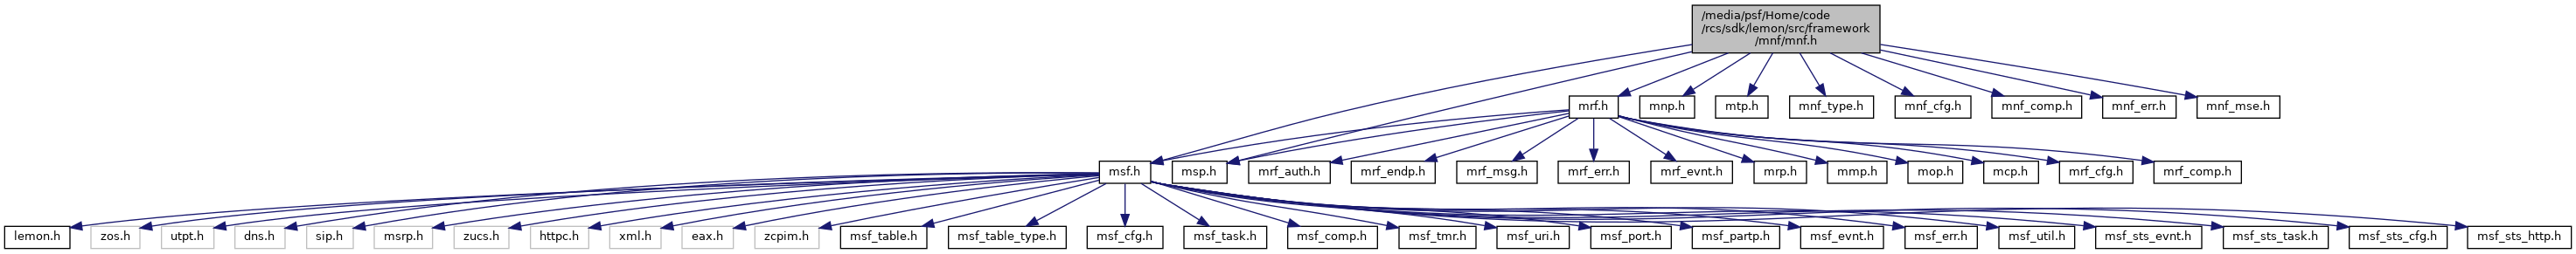 /media/psf/Home/code
/rcs/sdk/lemon/src/framework
/mnf/mnf.h
mrf.h
mnp.h
mtp.h
mnf_type.h
mnf_cfg.h
mnf_comp.h
mnf_err.h
mnf_mse.h
msf.h
msp.h
mrf_auth.h
mrf_endp.h
mrf_msg.h
mrf_err.h
mrf_evnt.h
mrp.h
mmp.h
mop.h
mcp.h
mrf_cfg.h
mrf_comp.h
lemon.h
zos.h
utpt.h
dns.h
sip.h
msrp.h
zucs.h
httpc.h
xml.h
eax.h
zcpim.h
msf_table.h
msf_table_type.h
msf_cfg.h
msf_task.h
msf_comp.h
msf_tmr.h
msf_uri.h
msf_port.h
msf_partp.h
msf_evnt.h
msf_err.h
msf_util.h
msf_sts_evnt.h
msf_sts_task.h
msf_sts_cfg.h
msf_sts_http.h